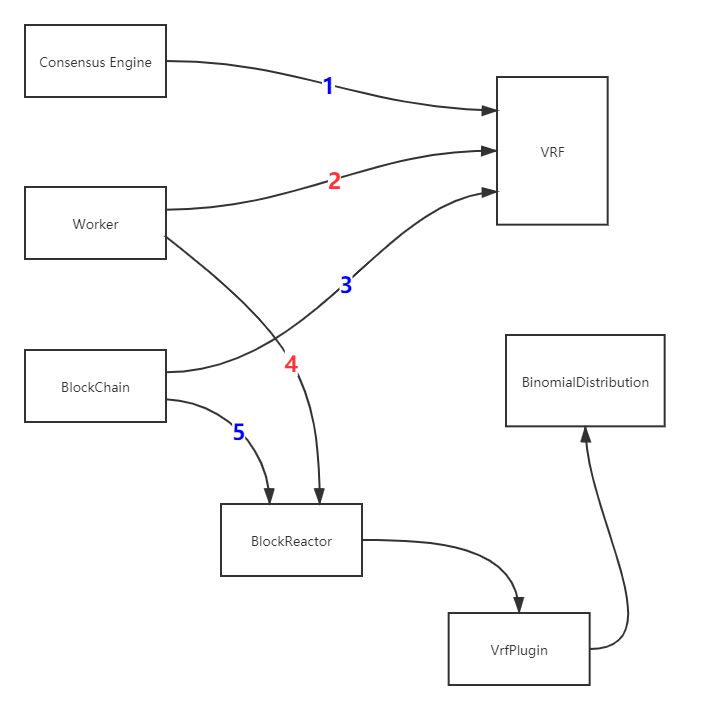 Consensus Engine
1
VRF
2
Worker
3
4
BlockChain
BinomialDistribution
5
BlockReactor
VrfPlugin